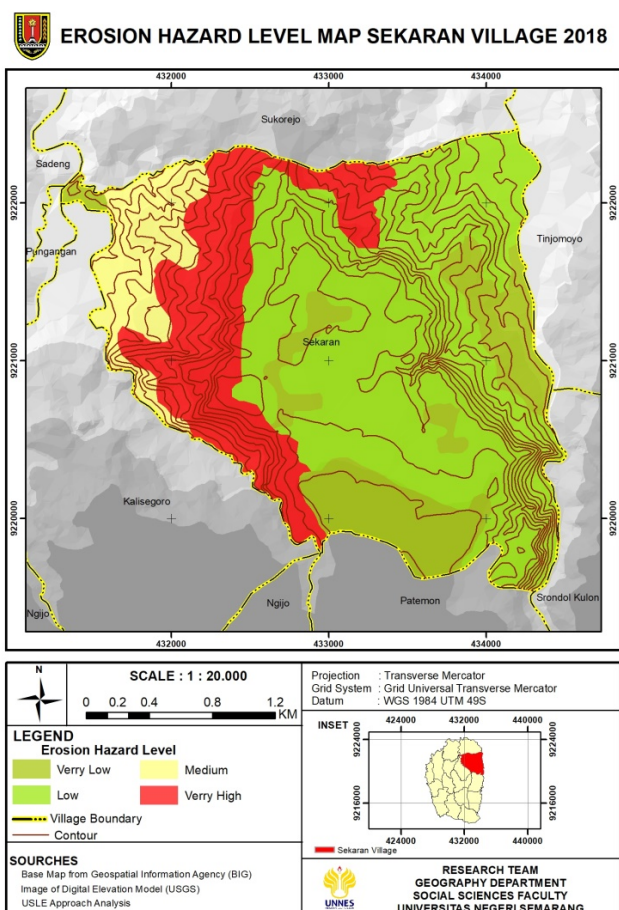 EROSION HAZARD LEVEL MAP SEKARAN VILLAGE 2018
432000 433000 434000
Sukorejo
Sadeng
9222000 9222000
Tinjomoyo
Pungangan
Sekaran
9221000 9221000
Kalisegoro
9220000 9220000
Ngijo
Ngijo
Patemon
Srondol Kulon
432000 433000 434000
N
SCALE : 1 : 20.000
0 0.2 0.4 0.8 1.2
KM
LEGEND
Erosion Hazard Level
Verry Low Medium
Low Verry High
Village Boundary
Contour
SOURCHES
Base Map from Geospatial Information Agency (BIG)
Image of Digital Elevation Model (USGS)
USLE Approach Analysis
Projection : Transverse Mercator
Grid System : Grid Universal Transverse Mercator
Datum : WGS 1984 UTM 49S
INSET
424000 432000 440000
9224000 9224000
9216000 9216000
424000 432000 440000
Sekaran Village
UNNES
RESEARCH TEAM
GEOGRAPHY DEPARTMENT
SOCIAL SCIENCES FACULTY
UNIVERSITAS NEGERI SEMARANG